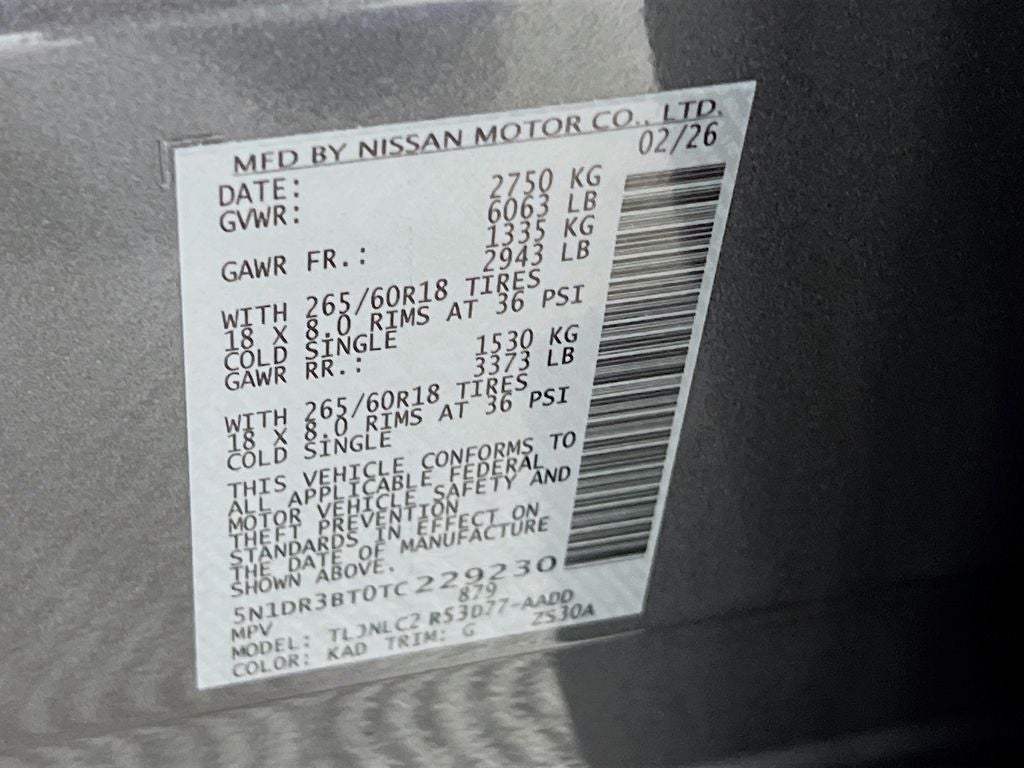 MFD BY NISSAN MOTOR CO., LTD.
DATE: 02/26
GVWR: 2750 KG
6063 LB
GAWR FR.: 1335 KG
2943 LB
WITH 265/60R18 TIRES
18 X 8.0 RIMS AT 36 PSI
COLD SINGLE
GAWR RR.: 1530 KG
3373 LB
WITH 265/60R18 TIRES
18 X 8.0 RIMS AT 36 PSI
COLD SINGLE
THIS VEHICLE CONFORMS TO
ALL APPLICABLE FEDERAL
MOTOR VEHICLE SAFETY AND
THEFT PREVENTION
STANDARDS IN EFFECT ON
THE DATE OF MANUFACTURE
SHOWN ABOVE.
5N1DR3BT0TC229230
MPV 879
MODEL: TLJNLC2 R53D77-AADD
COLOR: KAD TRIM: G ZS30A